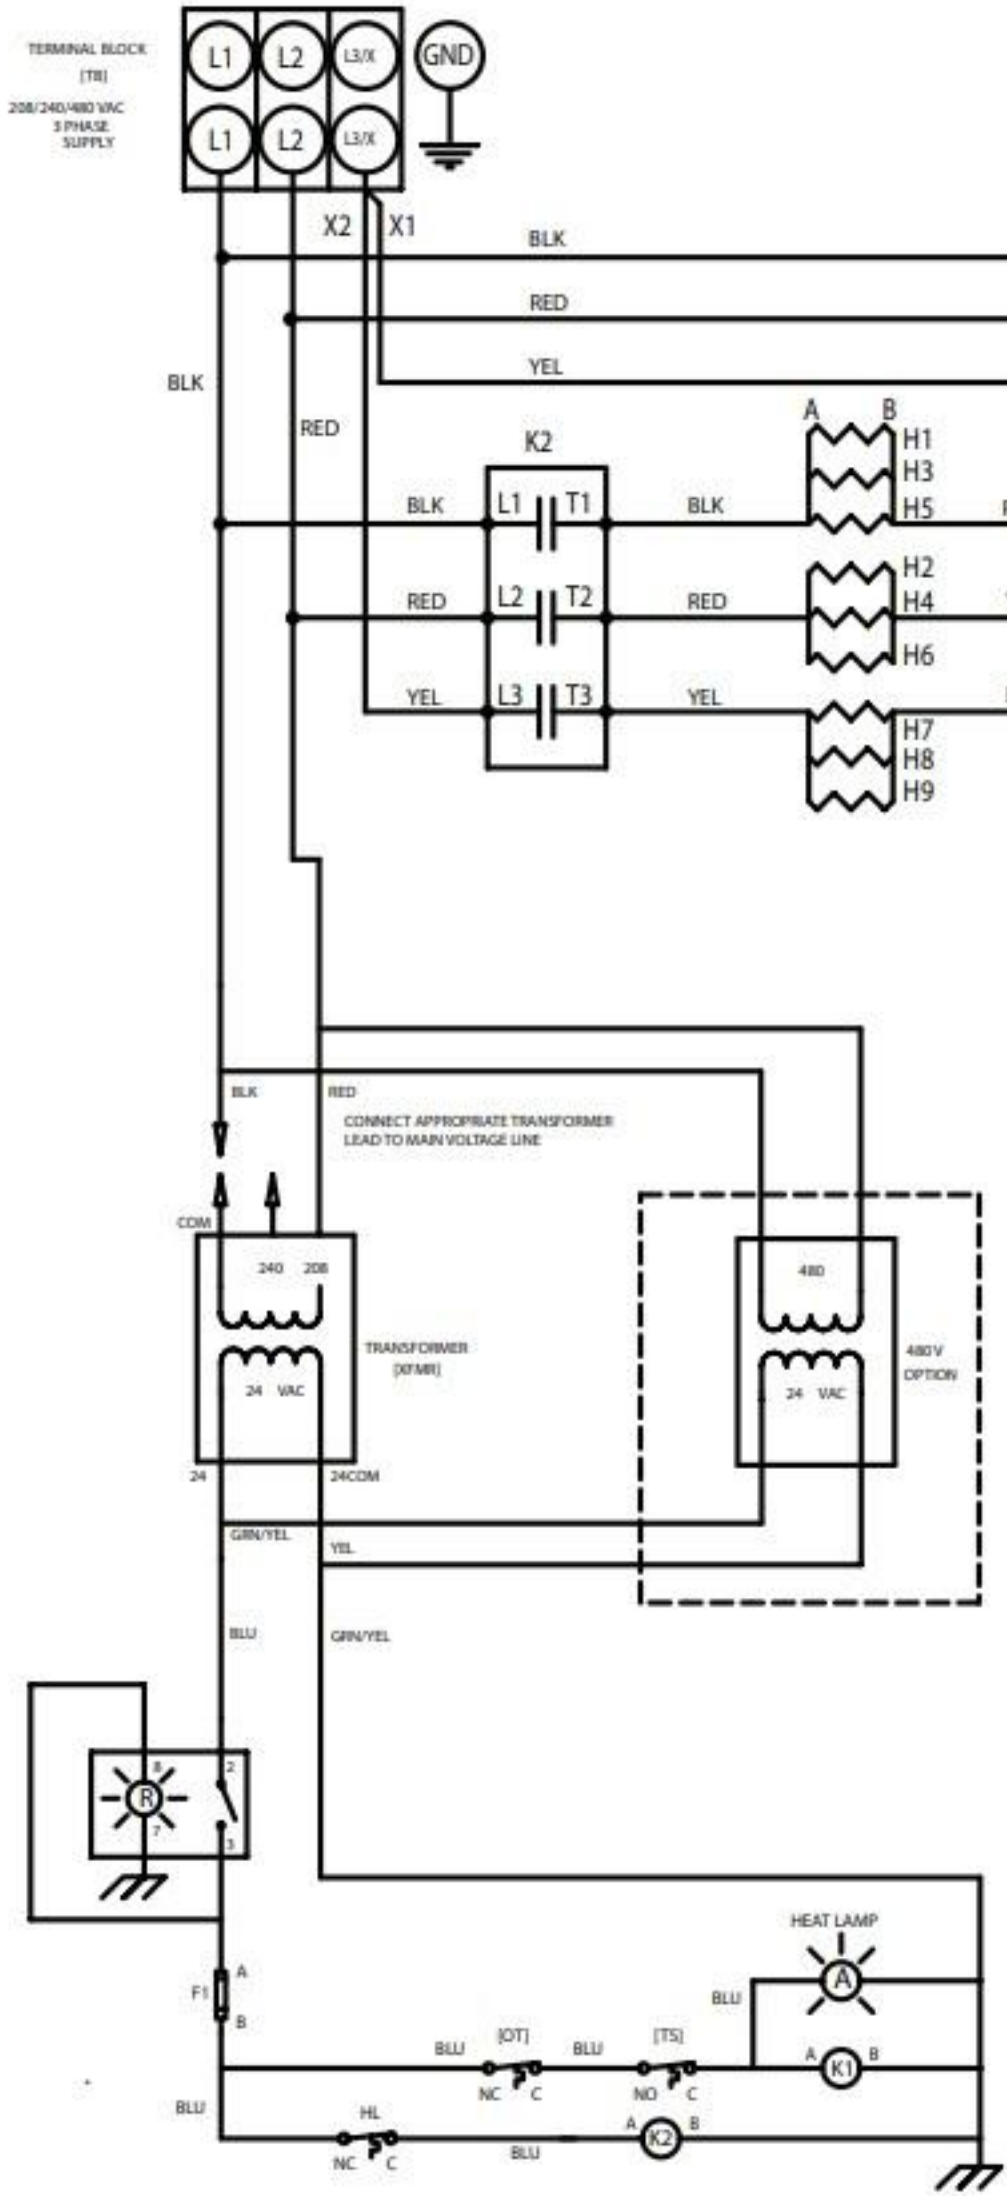 TERMINAL BLOCK
[TB]
208/240/480 VAC
3 PHASE
SUPPLY
L1
L2
L3/X
GND
L1
L2
L3/X
X2
X1
BLK
RED
YEL
BLK
RED
K2
A
B
H1
H3
H5
BLK
L1
T1
BLK
H2
H4
H6
RED
L2
T2
RED
YEL
L3
T3
YEL
H7
H8
H9
BLK
RED
CONNECT APPROPRIATE TRANSFORMER
LEAD TO MAIN VOLTAGE LINE
COM
240
208
480
TRANSFORMER
[XFMR]
24 VAC
480V
OPTION
24 VAC
24
24COM
GRN/YEL
YEL
BLU
GRN/YEL
8
2
R
7
3
HEAT LAMP
A
F1
A
B
BLU
BLU
[OT]
BLU
[TS]
A
K1
B
NC
C
NO
C
BLU
HL
NC
C
BLU
A
K2
B